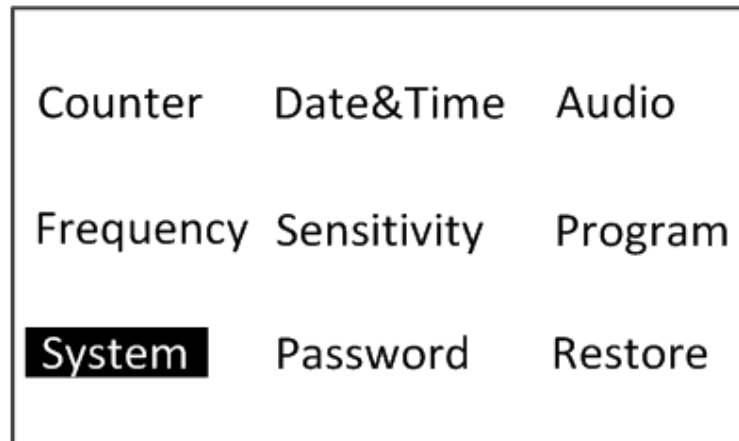 Counter Date&Time Audio
Frequency Sensitivity Program
System Password Restore